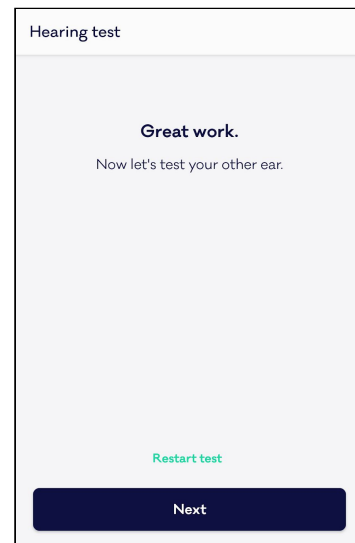 Hearing test
Great work.
Now let's test your other ear.
Restart test
Next